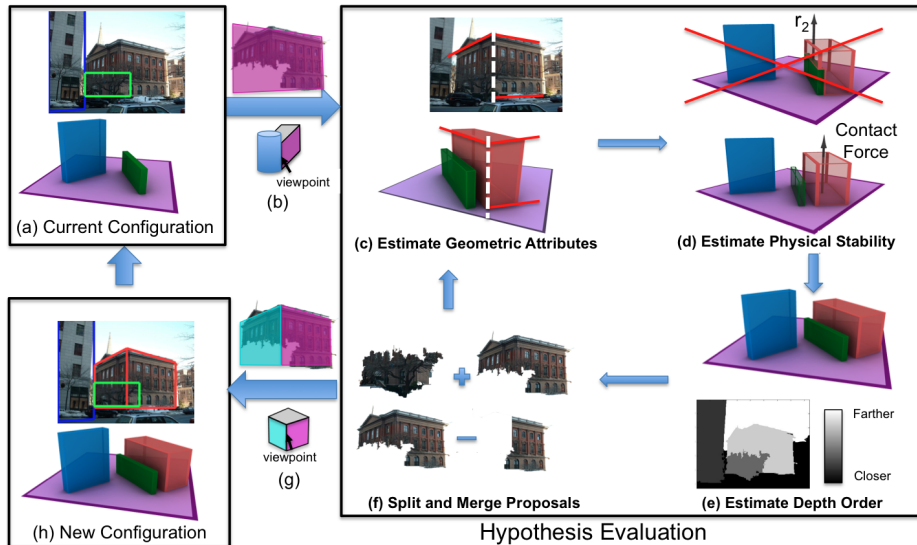 (a) Current Configuration
viewpoint
(b)
(c) Estimate Geometric Attributes
r2
Contact
Force
(d) Estimate Physical Stability
Farther
Closer
(e) Estimate Depth Order
(f) Split and Merge Proposals
viewpoint
(g)
(h) New Configuration
Hypothesis Evaluation